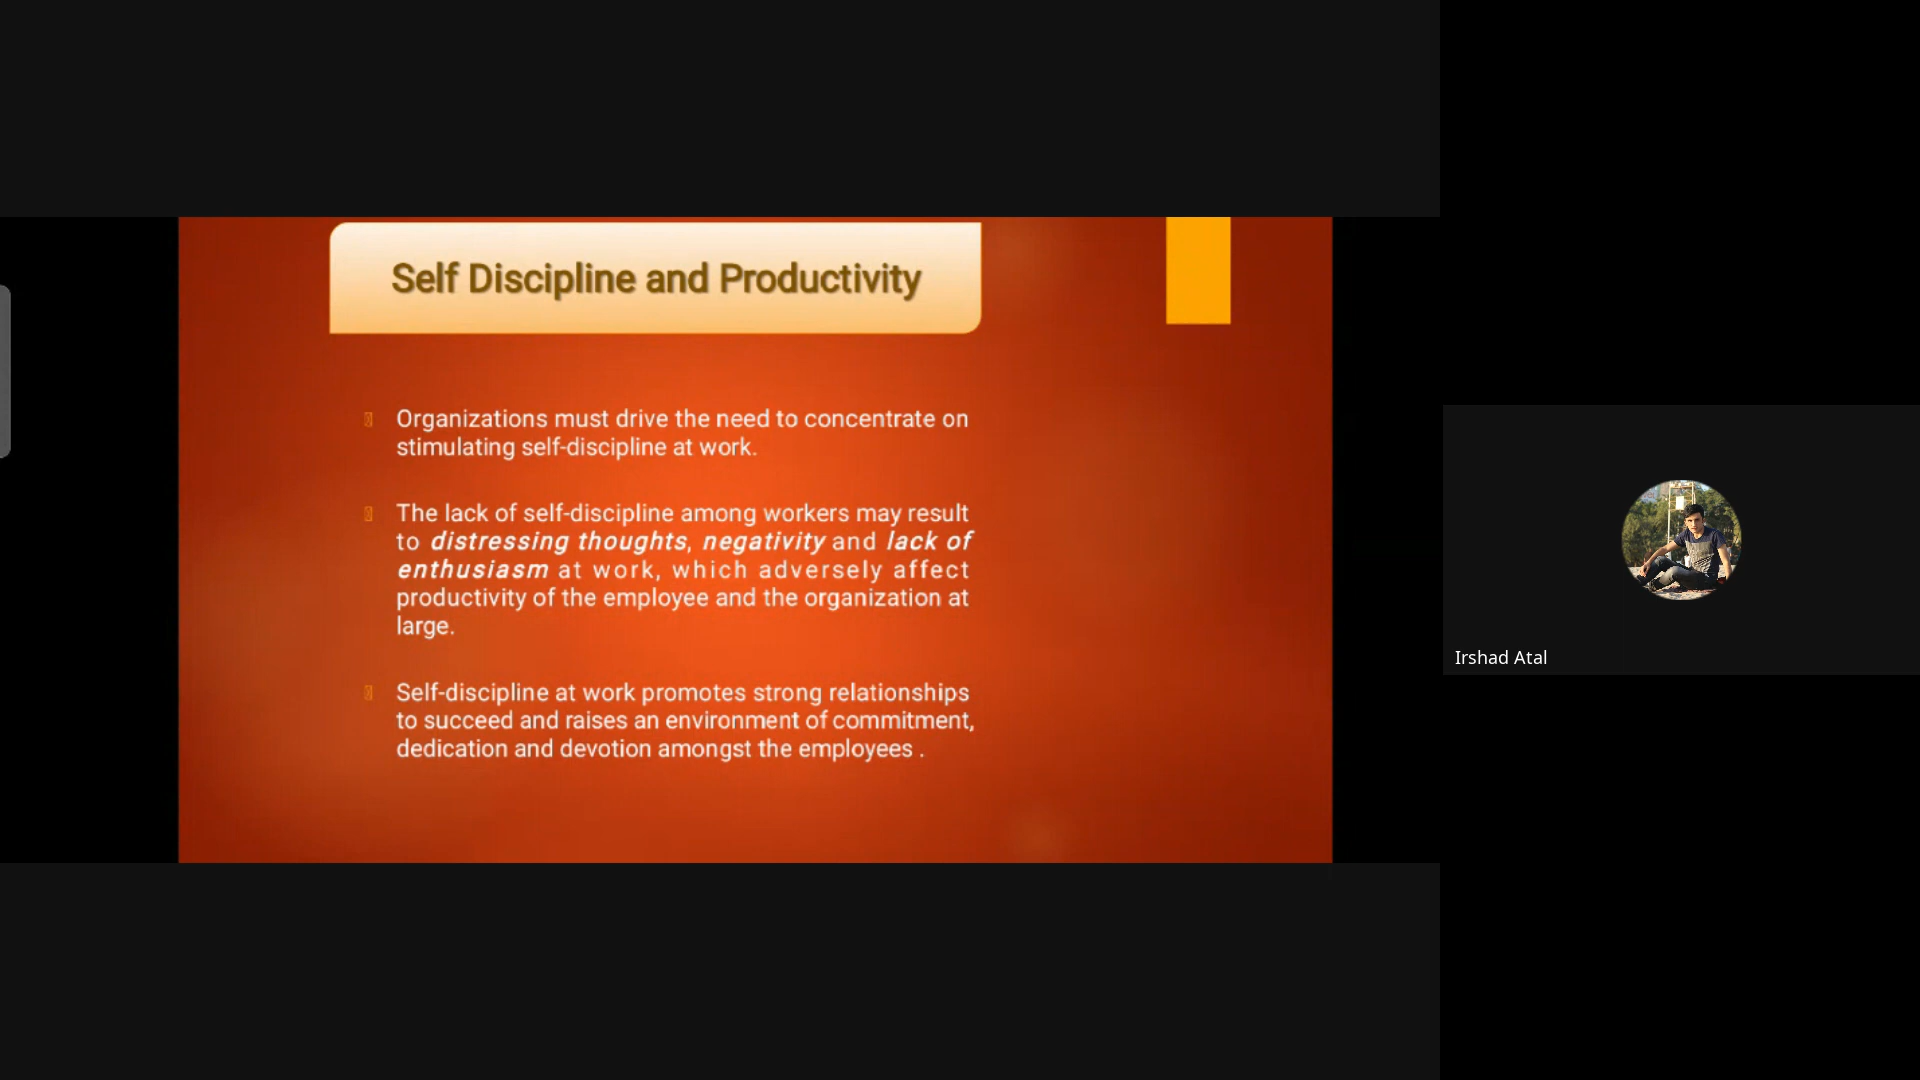 Self Discipline and Productivity
Organizations must drive the need to concentrate on
stimulating self-discipline at work.
The lack of self-discipline among workers may result
to distressing thoughts, negativity and lack of
enthusiasm at work, which adversely affect
productivity of the employee and the organization at
large.
Self-discipline at work promotes strong relationships
to succeed and raises an environment of commitment,
dedication and devotion amongst the employees .
Irshad Atal